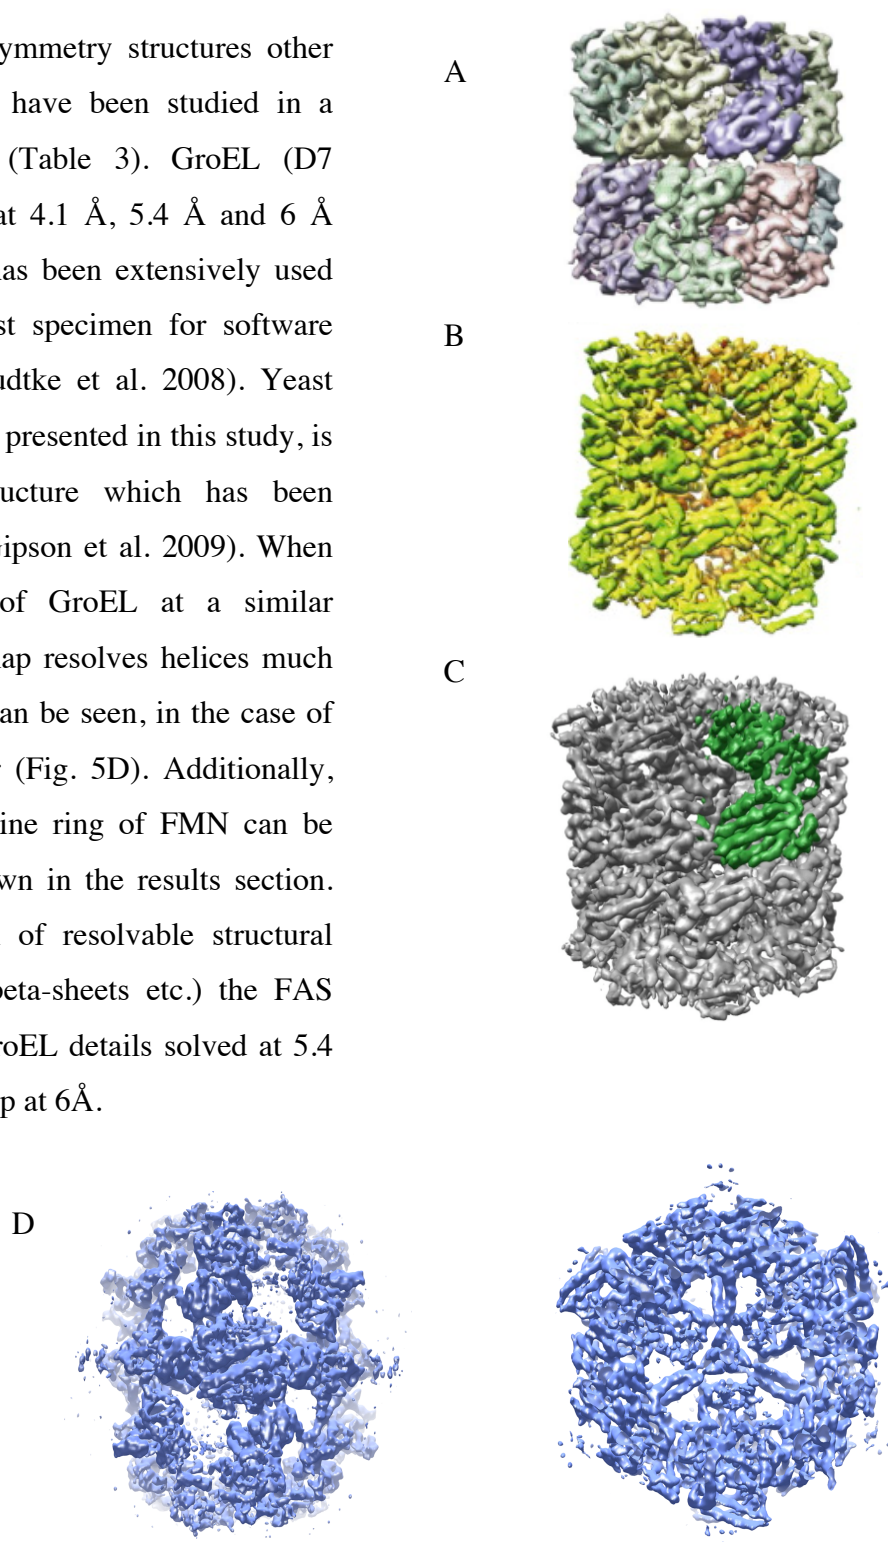 ymmetry structures other
have been studied in a
(Table 3). GroEL (D7
at 4.1 Å, 5.4 Å and 6 Å
has been extensively used
st specimen for software
udtke et al. 2008). Yeast
presented in this study, is
ucture which has been
Gipson et al. 2009). When
of GroEL at a similar
ap resolves helices much
an be seen, in the case of
(Fig. 5D). Additionally,
ine ring of FMN can be
wn in the results section.
of resolvable structural
beta-sheets etc.) the FAS
roEL details solved at 5.4
p at 6Å.
A
B
C
D